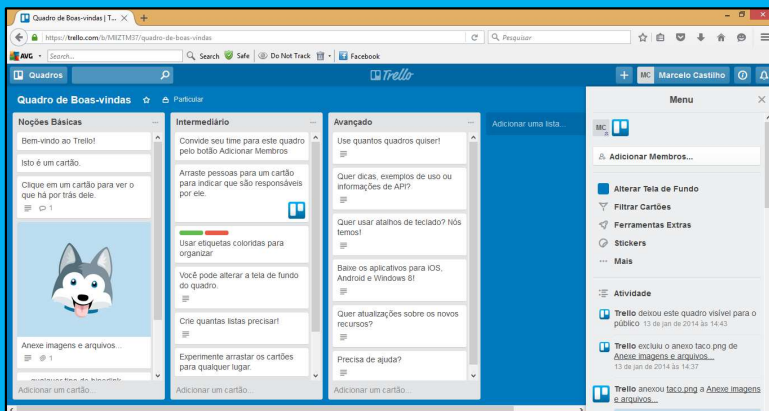 Quadro de Boas-vindas | T...
https://trello.com/b/MIIZTM37/quadro-de-boas-vindas
Pesquisar
AVG Search... Search Safe Do Not Track Facebook
Quadros Trello MC Marcelo Castilho
Quadro de Boas-vindas Particular
Noções Básicas
Bem-vindo ao Trello!
Isto é um cartão.
Clique em um cartão para ver o
que há por trás dele.
1
Anexe imagens e arquivos...
1
Adicionar um cartão...
Intermediário
Convide seu time para este quadro
pelo botão Adicionar Membros
Arraste pessoas para um cartão
para indicar que são responsáveis
por ele.
Usar etiquetas coloridas para
organizar
Você pode alterar a tela de fundo
do quadro.
Crie quantas listas precisar!
Experimente arrastar os cartões
para qualquer lugar.
Adicionar um cartão...
Avançado
Use quantos quadros quiser!
Quer dicas, exemplos de uso ou
informações de API?
Quer usar atalhos de teclado? Nós
temos!
Baixe os aplicativos para iOS,
Android e Windows 8!
Quer atualizações sobre os novos
recursos?
Precisa de ajuda?
Adicionar um cartão...
Adicionar uma lista...
Menu
MC
Adicionar Membros...
Alterar Tela de Fundo
Filtrar Cartões
Ferramentas Extras
Stickers
Mais
Atividade
Trello deixou este quadro visível para o
público 13 de jan de 2014 às 14:43
Trello excluiu o anexo taco.png de
Anexe imagens e arquivos...
13 de jan de 2014 às 14:37
Trello anexou taco.png a Anexe imagens
e arquivos...